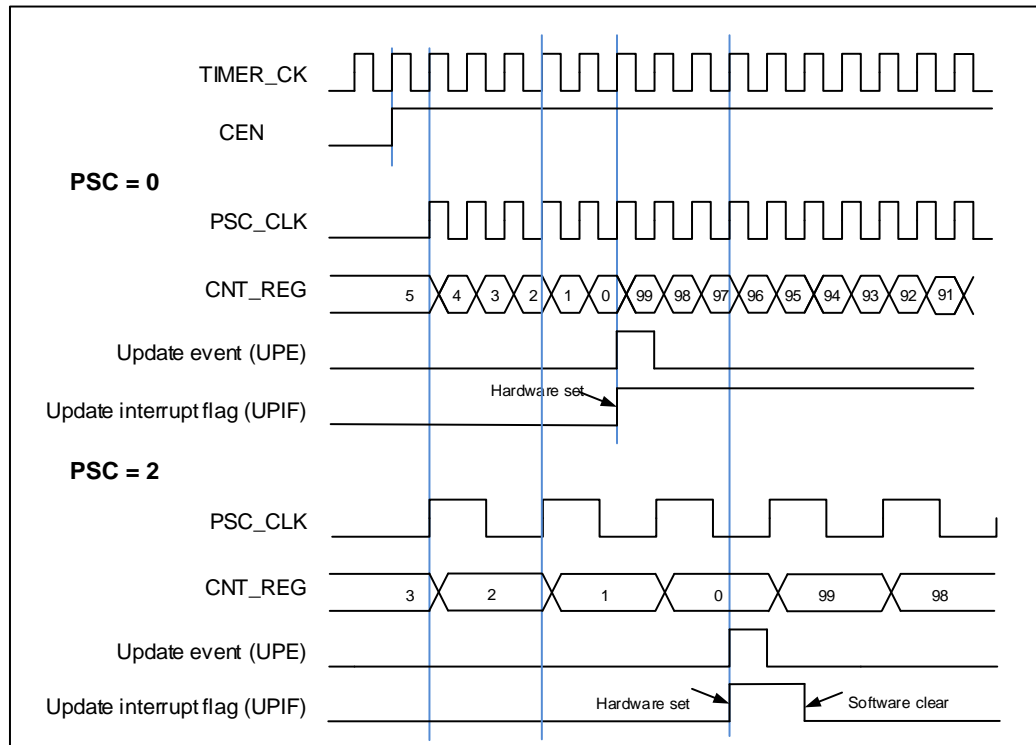 TIMER_CK
CEN
PSC = 0
PSC_CLK
CNT_REG 5 4 3 2 1 0 99 98 97 96 95 94 93 92 91
Update event (UPE)
Hardware set
Update interrupt flag (UPIF)
PSC = 2
PSC_CLK
CNT_REG 3 2 1 0 99 98
Update event (UPE)
Update interrupt flag (UPIF) Hardware set Software clear